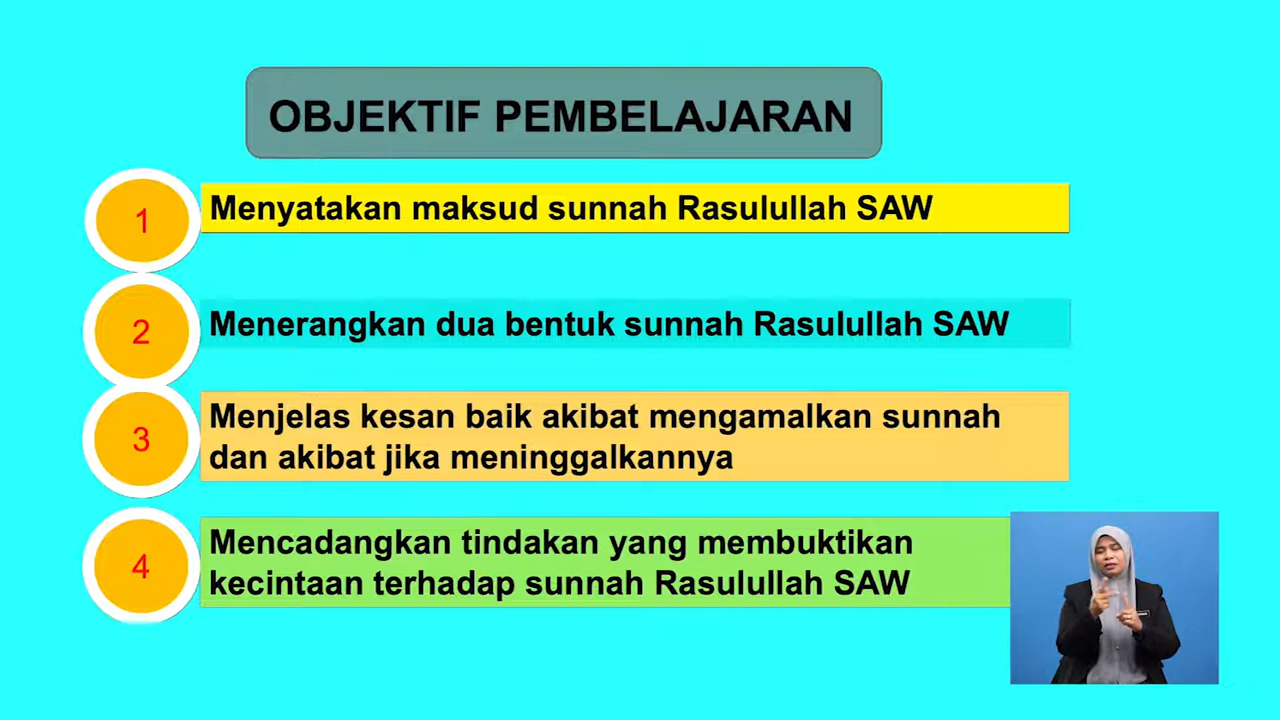 OBJEKTIF PEMBELAJARAN
1
Menyatakan maksud sunnah Rasulullah SAW
2
Menerangkan dua bentuk sunnah Rasulullah SAW
3
Menjelas kesan baik akibat mengamalkan sunnah
dan akibat jika meninggalkannya
4
Mencadangkan tindakan yang membuktikan
kecintaan terhadap sunnah Rasulullah SAW